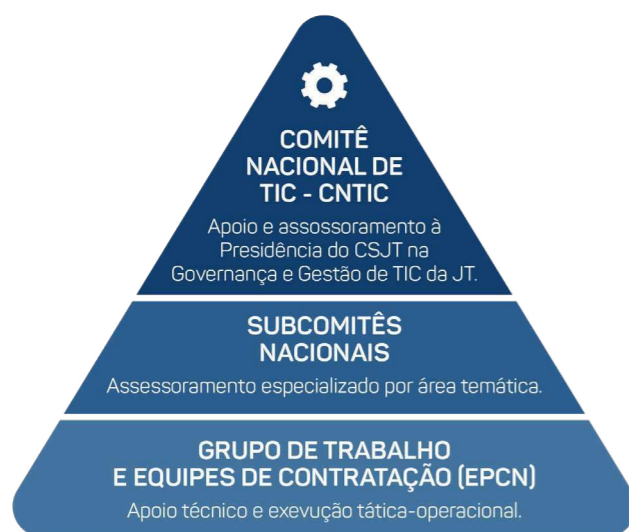 COMITÊ
NACIONAL DE
TIC - CNTIC
Apoio e assossoramento à
Presidência do CSJT na
Governança e Gestão de TIC da JT.
SUBCOMITÊS
NACIONAIS
Assessoramento especializado por área temática.
GRUPO DE TRABALHO
E EQUIPES DE CONTRATAÇÃO (EPCN)
Apoio técnico e exevução tática-operacional.